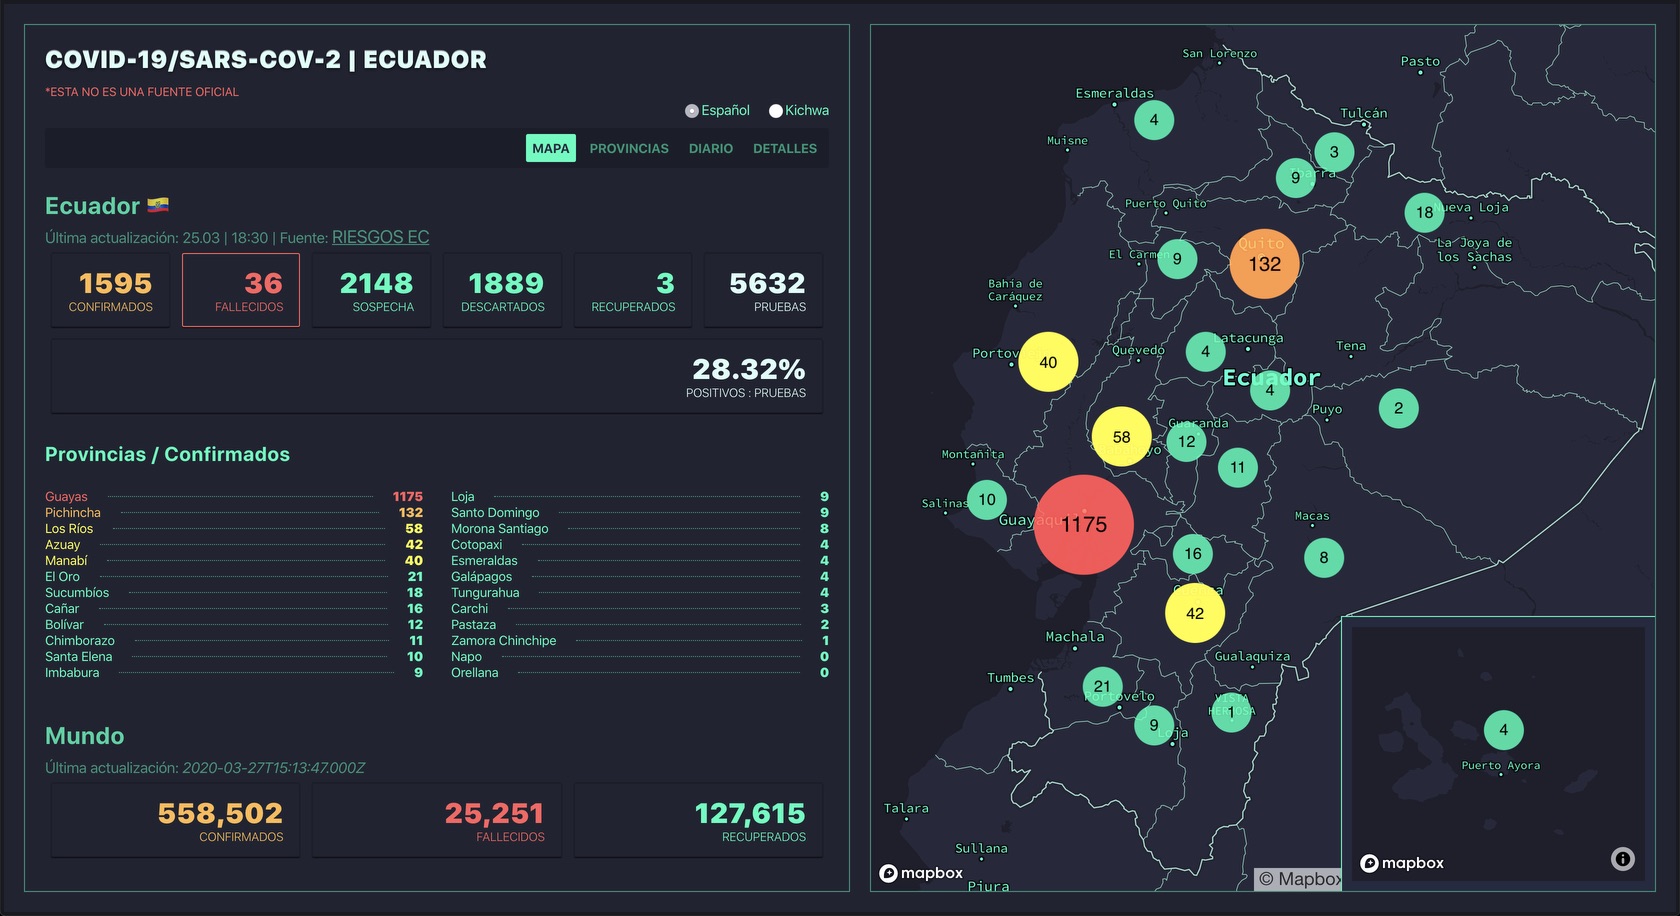 COVID-19/SARS-COV-2 | ECUADOR
*ESTA NO ES UNA FUENTE OFICIAL
Español
Kichwa
MAPA
PROVINCIAS
DIARIO
DETALLES
Ecuador
Última actualización: 25.03 | 18:30 | Fuente: RIESGOS EC
1595
CONFIRMADOS
36
FALLECIDOS
2148
SOSPECHA
1889
DESCARTADOS
3
RECUPERADOS
5632
PRUEBAS
28.32%
POSITIVOS : PRUEBAS
Provincias / Confirmados
Guayas 1175
Pichincha 132
Los Ríos 58
Azuay 42
Manabí 40
El Oro 21
Sucumbíos 18
Cañar 16
Bolívar 12
Chimborazo 11
Santa Elena 10
Imbabura 9
Loja 9
Santo Domingo 9
Morona Santiago 8
Cotopaxi 4
Esmeraldas 4
Galápagos 4
Tungurahua 4
Carchi 3
Pastaza 2
Zamora Chinchipe 1
Napo 0
Orellana 0
Mundo
Última actualización: 2020-03-27T15:13:47.000Z
558,502
CONFIRMADOS
25,251
FALLECIDOS
127,615
RECUPERADOS
San Lorenzo
Pasto
Esmeraldas
4
Tulcán
Muisne
3
9
Puerto Quito
18
Nueva Loja
Quito
132
El Carmen
9
La Joya de
los Sachas
Bahía de
Caráquez
40
Quevedo
4
Latacunga
Tena
Ecuador
4
Puyo
2
58
Guaranda
12
Montañita
11
Salinas
10
1175
Macas
16
8
42
Machala
Gualaquiza
Tumbes
21
Portovelo
9
Loja
VISTA
HERMOSA
1
4
Puerto Ayora
Talara
Sullana
Piura
mapbox
© Mapbox
mapbox